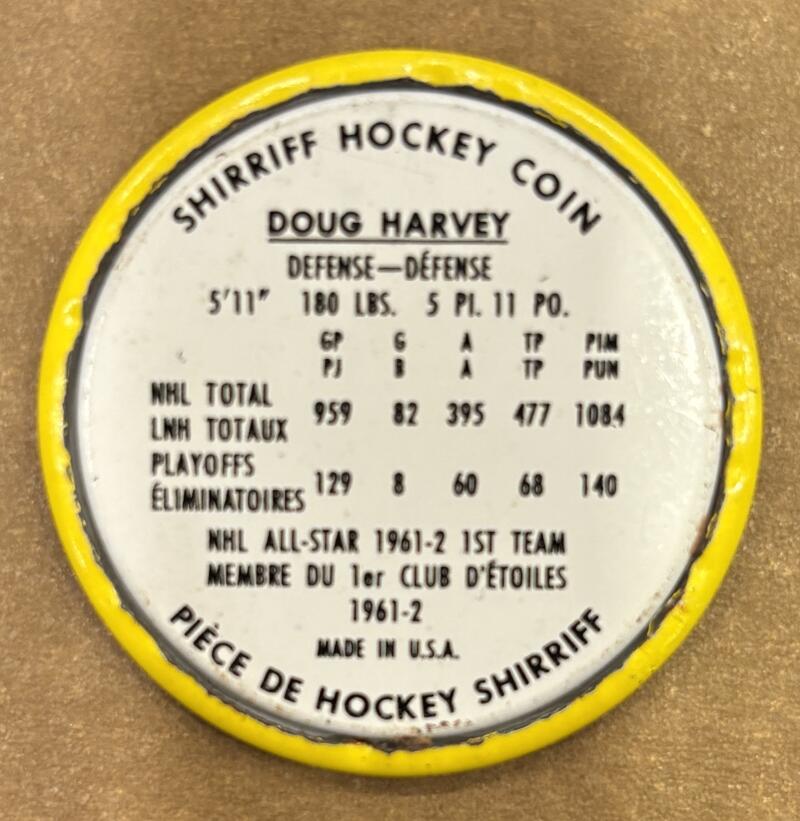 SHIRRIFF HOCKEY COIN
DOUG HARVEY
DEFENSE—DÉFENSE
5'11" 180 LBS. 5 PI. 11 PO.
GP G A TP PIM
PJ B A TP PUN
NHL TOTAL
LNH TOTAUX 959 82 395 477 1084
PLAYOFFS
ÉLIMINATOIRES 129 8 60 68 140
NHL ALL-STAR 1961-2 1ST TEAM
MEMBRE DU 1er CLUB D'ÉTOILES
1961-2
MADE IN U.S.A.
PIÈCE DE HOCKEY SHIRRIFF